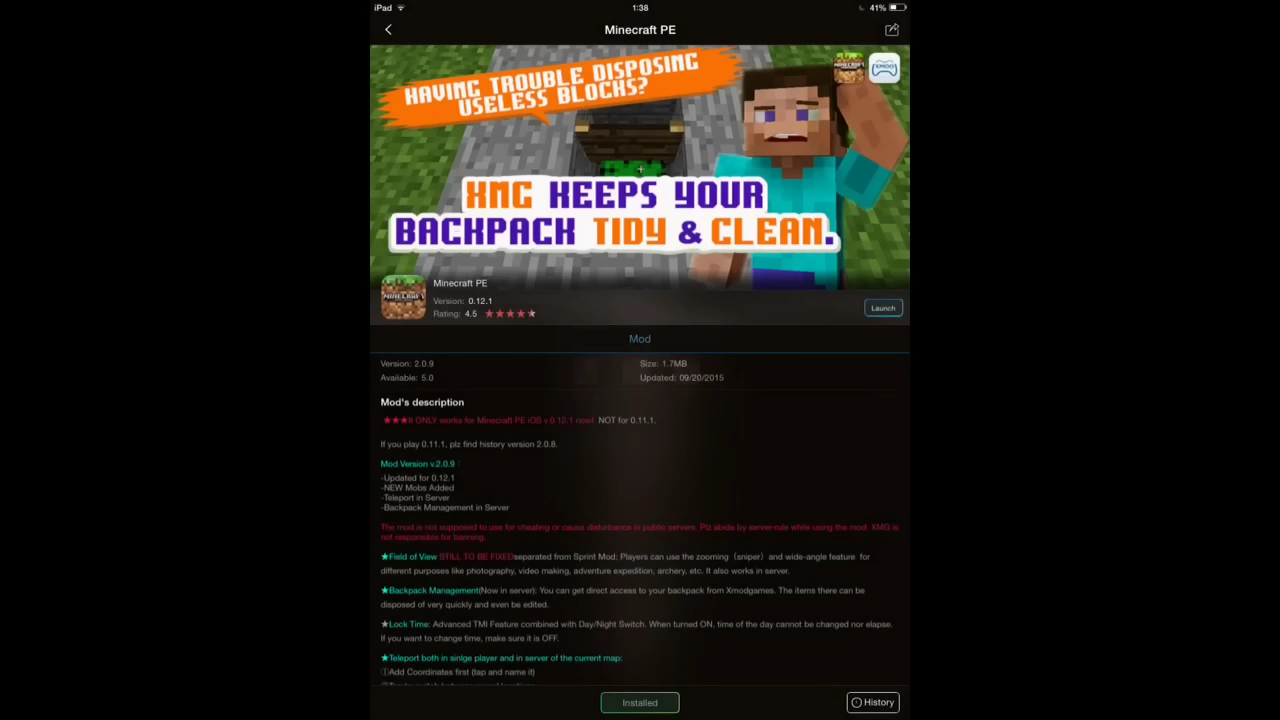 iPad
1:38
41%
Minecraft PE
HAVING TROUBLE DISPOSING
USELESS BLOCKS?
MINECRAFT
XMOD
XMG KEEPS YOUR
BACKPACK TIDY & CLEAN.
MINECRAFT
Minecraft PE
Version: 0.12.1
Rating: 4.5
Launch
Mod
Version: 2.0.9
Size: 1.7MB
Available: 5.0
Updated: 09/20/2015
Mod's description
★★★It ONLY works for Minecraft PE iOS v 0.12.1 now! NOT for 0.11.1.
If you play 0.11.1, plz find history version 2.0.8.
Mod Version v.2.0.9 :
-Updated for 0.12.1
-NEW Mobs Added
-Teleport in Server
-Backpack Management in Server
The mod is not supposed to use for cheating or cause disturbance in public servers. Plz abide by server-rule while using the mod. XMG is
not responsible for banning.
★Field of View STILL TO BE FIXEDseparated from Sprint Mod; Players can use the zooming （sniper）and wide-angle feature for
different purposes like photography, video making, adventure expedition, archery, etc. It also works in server.
★Backpack Management(Now in server): You can get direct access to your backpack from Xmodgames. The items there can be
disposed of very quickly and even be edited.
★Lock Time: Advanced TMI Feature combined with Day/Night Switch. When turned ON, time of the day cannot be changed nor elapse.
If you want to change time, make sure it is OFF.
★Teleport both in sinlge player and in server of the current map:
①Add Coordinates first (tap and name it)
Installed
History